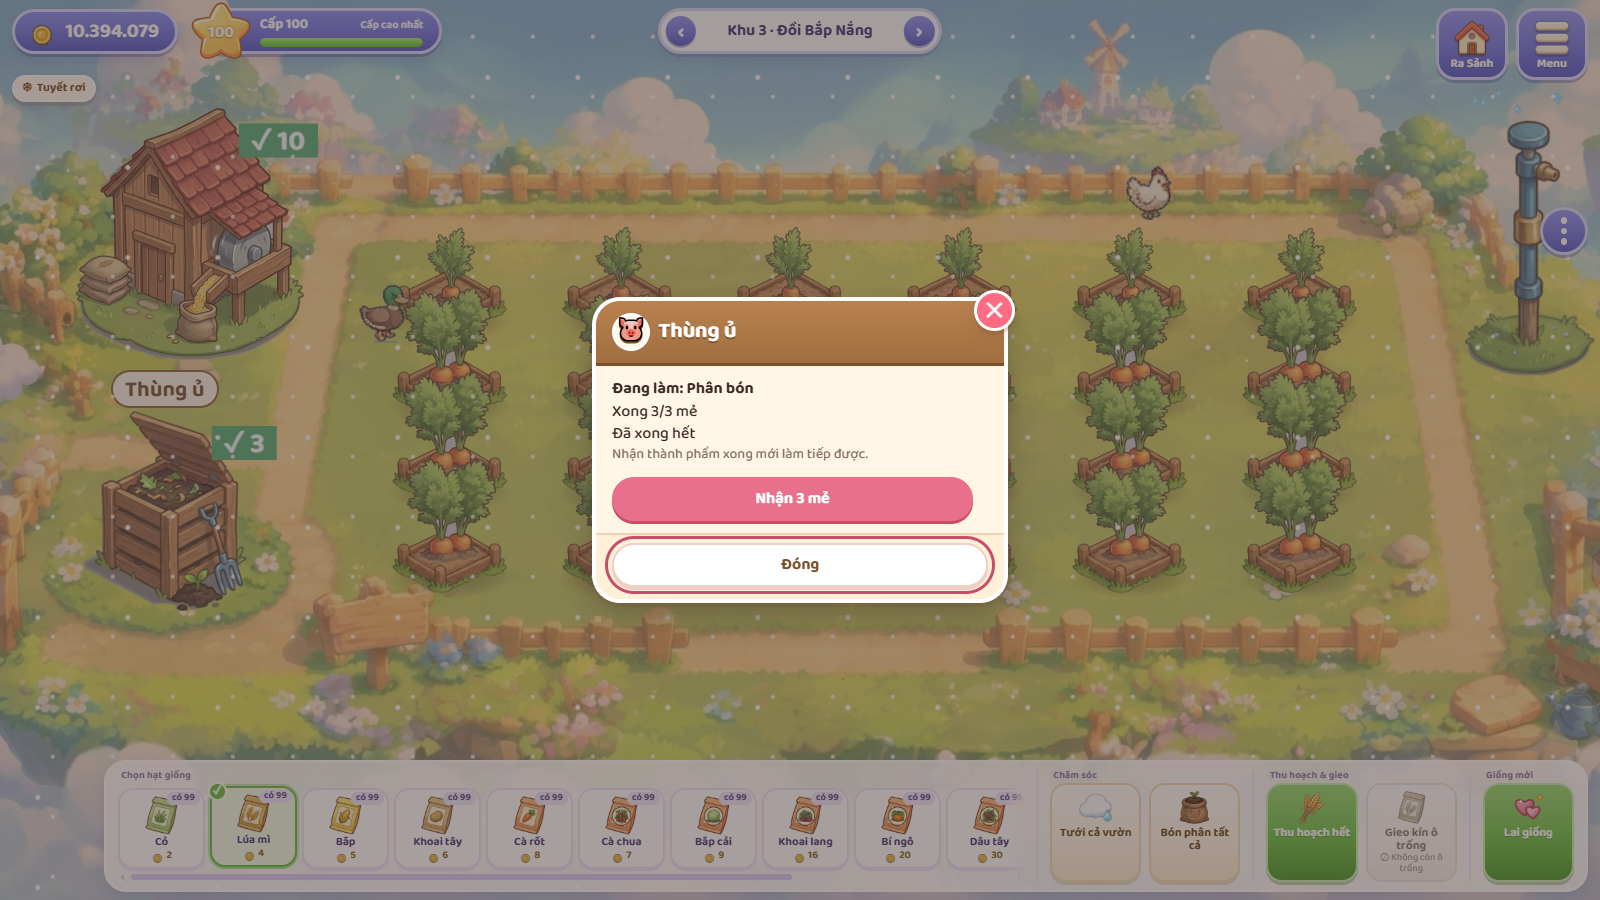 10.394.079
100
Cấp 100
Cấp cao nhất
Khu 3 · Đồi Bắp Nắng
Ra Sảnh
Menu
Tuyết rơi
✓ 10
Thùng ủ
✓ 3
Thùng ủ
Đang làm: Phân bón
Xong 3/3 mẻ
Đã xong hết
Nhận thành phẩm xong mới làm tiếp được.
Nhận 3 mẻ
Đóng
Chọn hạt giống
có 99
Cỏ
2
có 99
Lúa mì
4
có 99
Bắp
5
có 99
Khoai tây
6
có 99
Cà rốt
8
có 99
Cà chua
7
có 99
Bắp cải
9
có 99
Khoai lang
16
có 99
Bí ngô
20
có 99
Dâu tây
30
Chăm sóc
Tưới cả vườn
Bón phân tất
cả
Thu hoạch & gieo
Thu hoạch hết
Gieo kín ô
trống
Không còn ô
trống
Giống mới
Lai giống